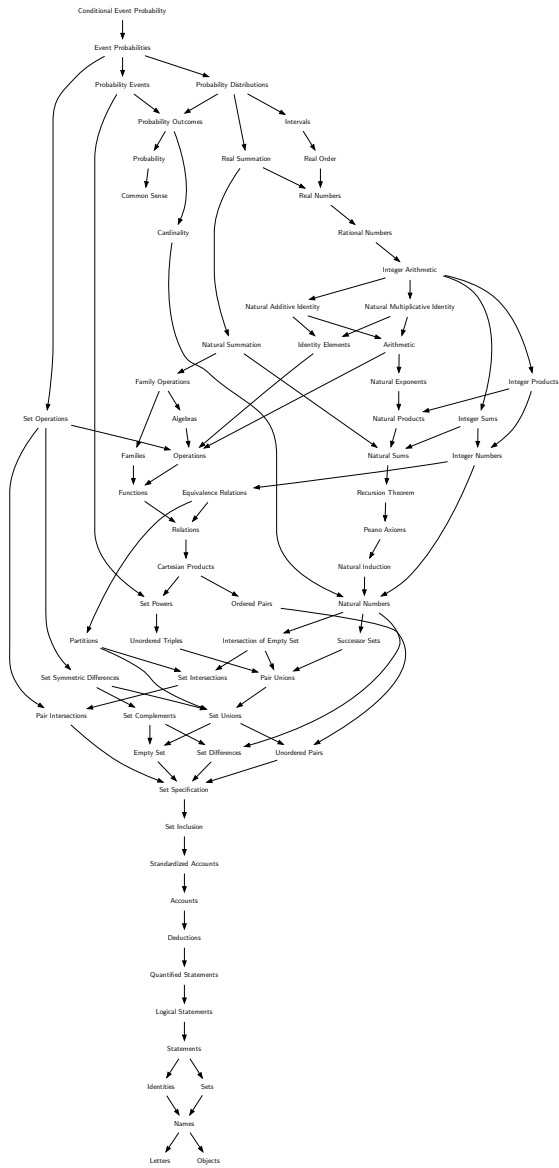 Conditional Event Probability
Event Probabilities
Probability Events
Probability Distributions
Probability Outcomes
Intervals
Probability
Real Summation
Real Order
Common Sense
Real Numbers
Cardinality
Rational Numbers
Integer Arithmetic
Natural Additive Identity
Natural Multiplicative Identity
Natural Summation
Identity Elements
Arithmetic
Family Operations
Natural Exponents
Integer Products
Set Operations
Algebras
Natural Products
Integer Sums
Families
Operations
Natural Sums
Integer Numbers
Functions
Equivalence Relations
Recursion Theorem
Relations
Peano Axioms
Cartesian Products
Natural Induction
Set Powers
Ordered Pairs
Natural Numbers
Partitions
Unordered Triples
Intersection of Empty Set
Successor Sets
Set Symmetric Differences
Set Intersections
Pair Unions
Pair Intersections
Set Complements
Set Unions
Empty Set
Set Differences
Unordered Pairs
Set Specification
Set Inclusion
Standardized Accounts
Accounts
Deductions
Quantified Statements
Logical Statements
Statements
Identities
Sets
Names
Letters
Objects